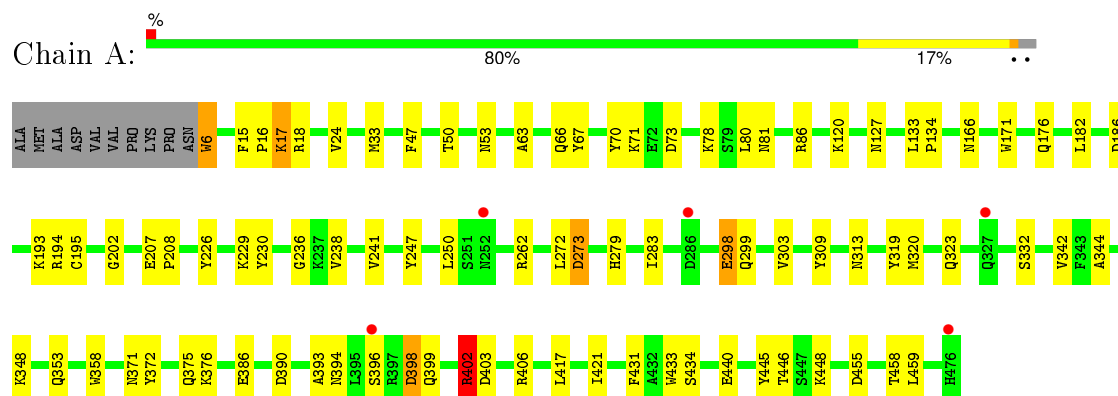 %
Chain A:
80% 17% ••
ALA MET ALA ASP VAL VAL PRO LYS PRO ASN W6 F15 P16 K17 R18 V24 M33 F47 T50 N53 A63 Q66 Y67 Y70 K71 E72 D73 K78 S79 L80 N81 R86 K120 N127 L133 P134 N166 W171 Q176 L182 D186
K193 R194 C195 G202 E207 P208 Y226 K229 Y230 G236 K237 V238 V241 Y247 L250 S251 N252 R262 L272 D273 H279 I283 D286 E298 Q299 V303 Y309 N313 Y319 M320 Q323 Q327 S332 V342 F343 A344
K348 Q353 W358 N371 Y372 Q375 K376 E386 D390 A393 N394 L395 S396 R397 D398 Q399 R402 D403 R406 L417 I421 F431 A432 W433 S434 E440 Y445 T446 S447 K448 D455 T458 L459 H476